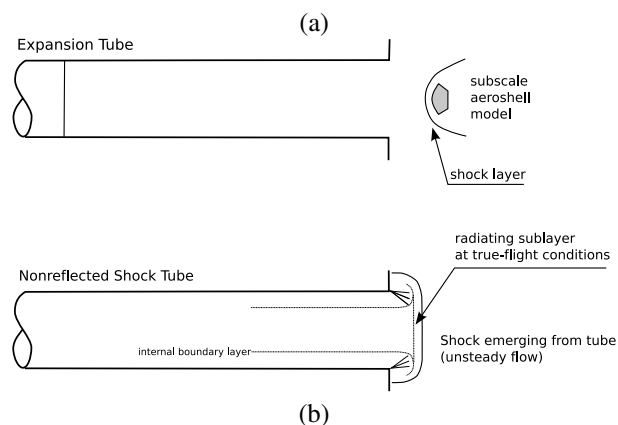 (a)
Expansion Tube
subscale
aeroshell
model
shock layer
radiating sublayer
at true-flight conditions
Nonreflected Shock Tube
Shock emerging from tube
(unsteady flow)
internal boundary layer
(b)